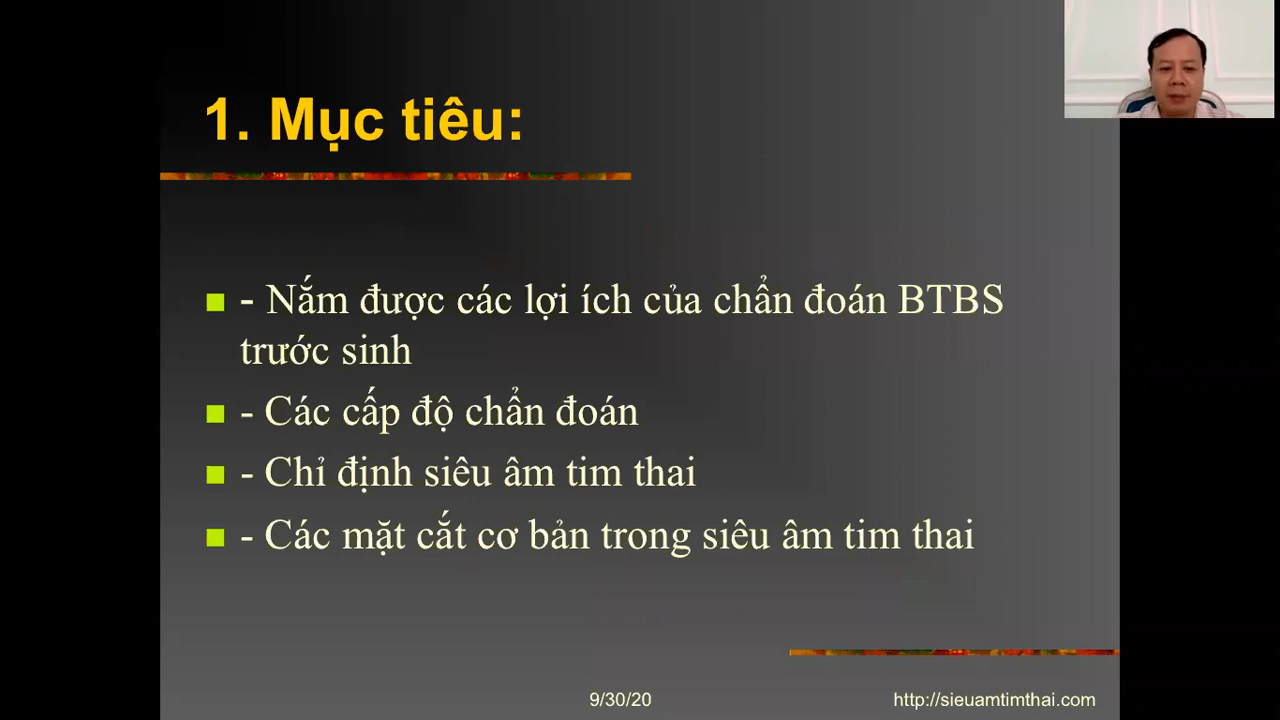 1. Mục tiêu:
- Nắm được các lợi ích của chẩn đoán BTBS
trước sinh
- Các cấp độ chẩn đoán
- Chỉ định siêu âm tim thai
- Các mặt cắt cơ bản trong siêu âm tim thai
9/30/20
http://sieuamtimthai.com